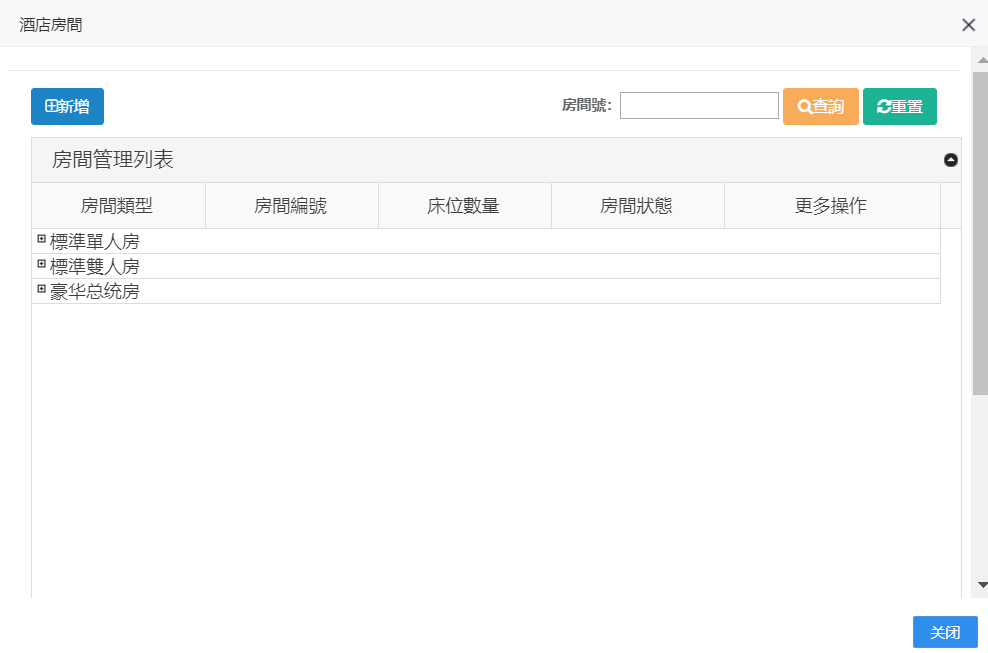 酒店房間
新增 房間號： 查詢 重置
房間管理列表
房間類型 房間編號 床位數量 房間狀態 更多操作
標準單人房
標準雙人房
豪华总统房
关闭